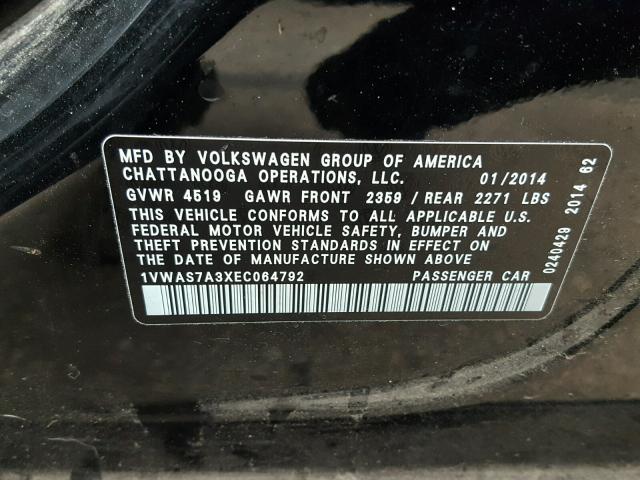 MFD BY VOLKSWAGEN GROUP OF AMERICA
CHATTANOOGA OPERATIONS, LLC. 01/2014
GVWR 4519 GAWR FRONT 2359 / REAR 2271 LBS
THIS VEHICLE CONFORMS TO ALL APPLICABLE U.S.
FEDERAL MOTOR VEHICLE SAFETY, BUMPER AND
THEFT PREVENTION STANDARDS IN EFFECT ON
THE DATE OF MANUFACTURE SHOWN ABOVE
1VWAS7A3XEC064792 PASSENGER CAR
0240429 2014 62